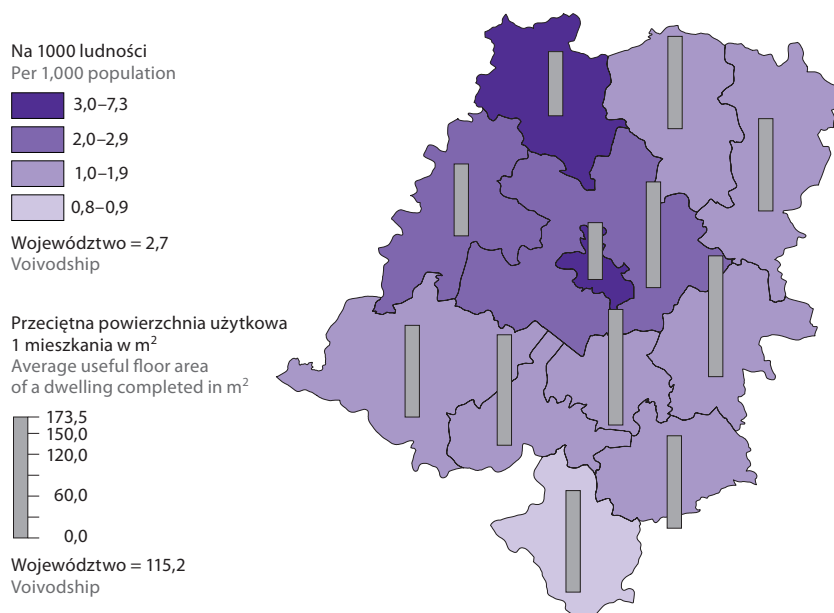 Na 1000 ludności
Per 1,000 population
3,0–7,3
2,0–2,9
1,0–1,9
0,8–0,9
Województwo = 2,7
Voivodship
Przeciętna powierzchnia użytkowa
1 mieszkania w m²
Average useful floor area
of a dwelling completed in m²
173,5
150,0
120,0
60,0
0,0
Województwo = 115,2
Voivodship